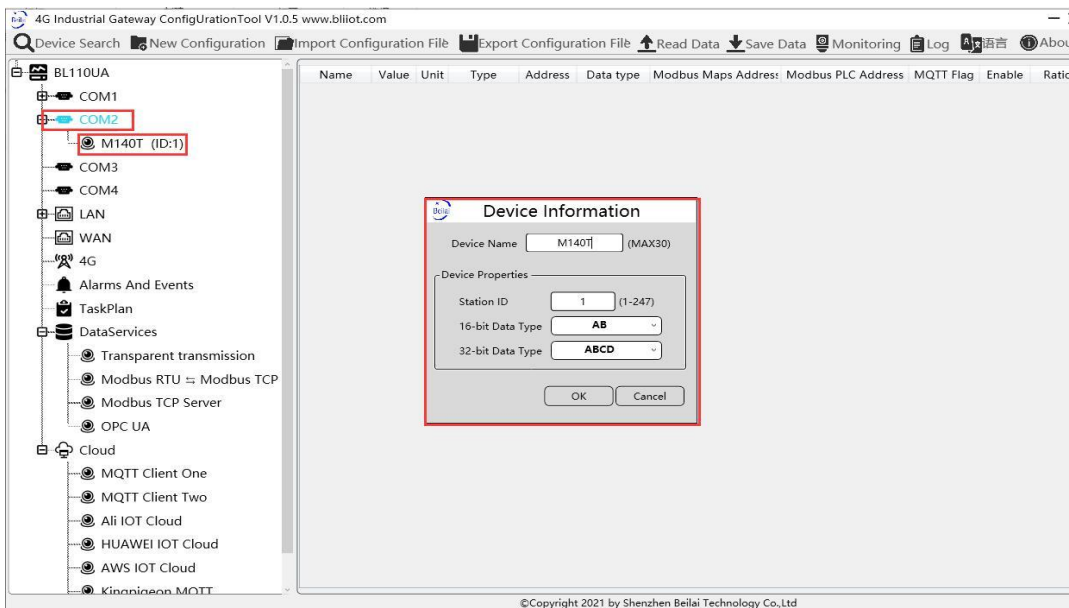 4G Industrial Gateway ConfigUrationTool V1.0.5 www.bliiot.com
Device Search New Configuration Import Configuration File Export Configuration File Read Data Save Data Monitoring Log 语言 Abou
BL110UA
Name Value Unit Type Address Data type Modbus Maps Address Modbus PLC Address MQTT Flag Enable Ratio
COM1
COM2
M140T (ID:1)
COM3
COM4
LAN
WAN
4G
Alarms And Events
TaskPlan
DataServices
Transparent transmission
Modbus RTU ⇆ Modbus TCP
Modbus TCP Server
OPC UA
Cloud
MQTT Client One
MQTT Client Two
Ali IOT Cloud
HUAWEI IOT Cloud
AWS IOT Cloud
Kingpigeon MQTT
Beilai
Device Information
Device Name M140T (MAX30)
Device Properties
Station ID 1 (1-247)
16-bit Data Type AB
32-bit Data Type ABCD
OK Cancel
©Copyright 2021 by Shenzhen Beilai Technology Co.,Ltd